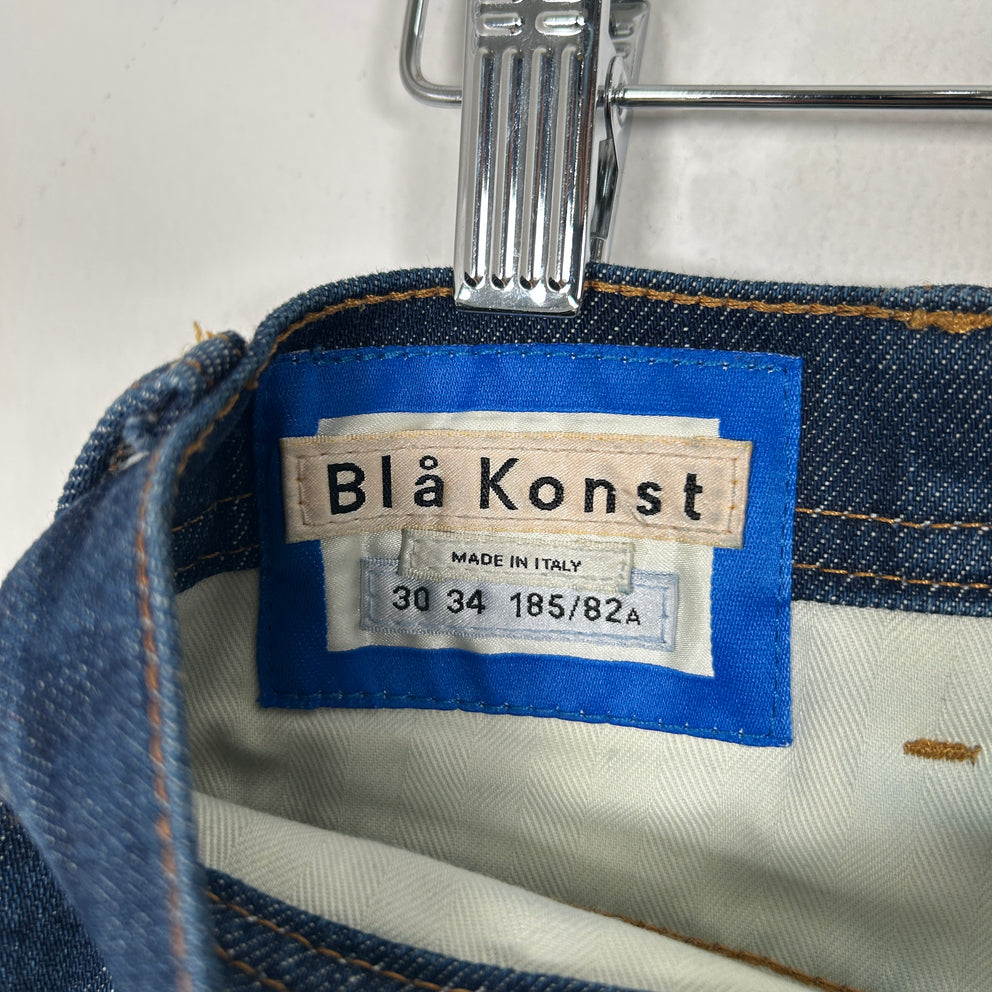 Blå Konst
MADE IN ITALY
30 34 185/82A